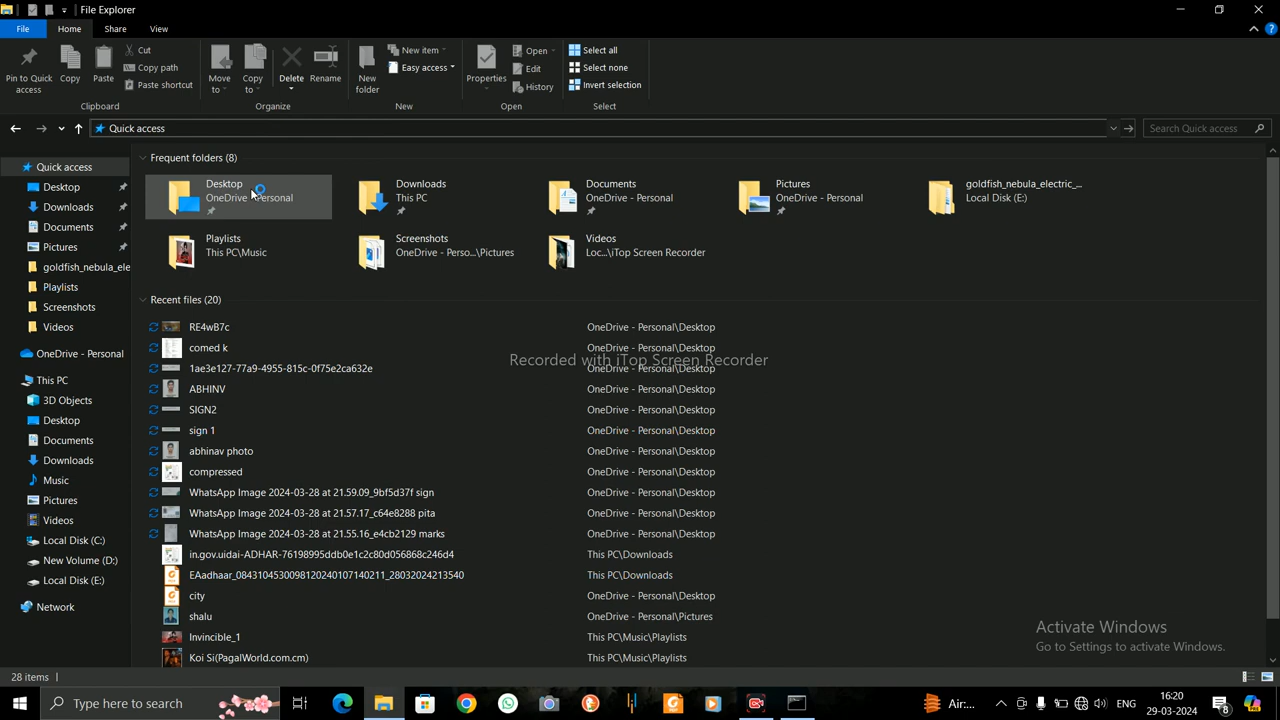 File Explorer
File Home Share View
Pin to Quick access Copy Paste Cut Copy path Paste shortcut Move to Copy to Delete Rename New folder New item Easy access Properties Open Edit History Select all Select none Invert selection
Clipboard Organize New Open Select
Quick access Search Quick access
Quick access
Desktop
Downloads
Documents
Pictures
goldfish_nebula_ele
Playlists
Screenshots
Videos
OneDrive - Personal
This PC
3D Objects
Desktop
Documents
Downloads
Music
Pictures
Videos
Local Disk (C:)
New Volume (D:)
Local Disk (E:)
Network
Frequent folders (8)
Desktop
OneDrive - Personal
Downloads
This PC
Documents
OneDrive - Personal
Pictures
OneDrive - Personal
goldfish_nebula_electric_...
Local Disk (E:)
Playlists
This PC\Music
Screenshots
OneDrive - Perso...\Pictures
Videos
Loc...\iTop Screen Recorder
Recent files (20)
RE4wB7c OneDrive - Personal\Desktop
comed k OneDrive - Personal\Desktop
Recorded with iTop Screen Recorder
1ae3e127-77a9-4955-815c-0f75e2ca632e OneDrive - Personal\Desktop
ABHINV OneDrive - Personal\Desktop
SIGN2 OneDrive - Personal\Desktop
sign 1 OneDrive - Personal\Desktop
abhinav photo OneDrive - Personal\Desktop
compressed OneDrive - Personal\Desktop
WhatsApp Image 2024-03-28 at 21.59.09_9bf5d37f sign OneDrive - Personal\Desktop
WhatsApp Image 2024-03-28 at 21.57.17_c64e8288 pita OneDrive - Personal\Desktop
WhatsApp Image 2024-03-28 at 21.55.16_e4cb2129 marks OneDrive - Personal\Desktop
in.gov.uidai-ADHAR-76198995ddb0e1c2c80d056868c246d4 This PC\Downloads
EAadhaar_0843104530098120240107140211_28032024213540 This PC\Downloads
city OneDrive - Personal\Desktop
shalu OneDrive - Personal\Pictures
Invincible_1 This PC\Music\Playlists
Koi Si(PagalWorld.com.cm) This PC\Music\Playlists
Activate Windows
Go to Settings to activate Windows.
28 items
Type here to search
Air:...
16:20
29-03-2024
8